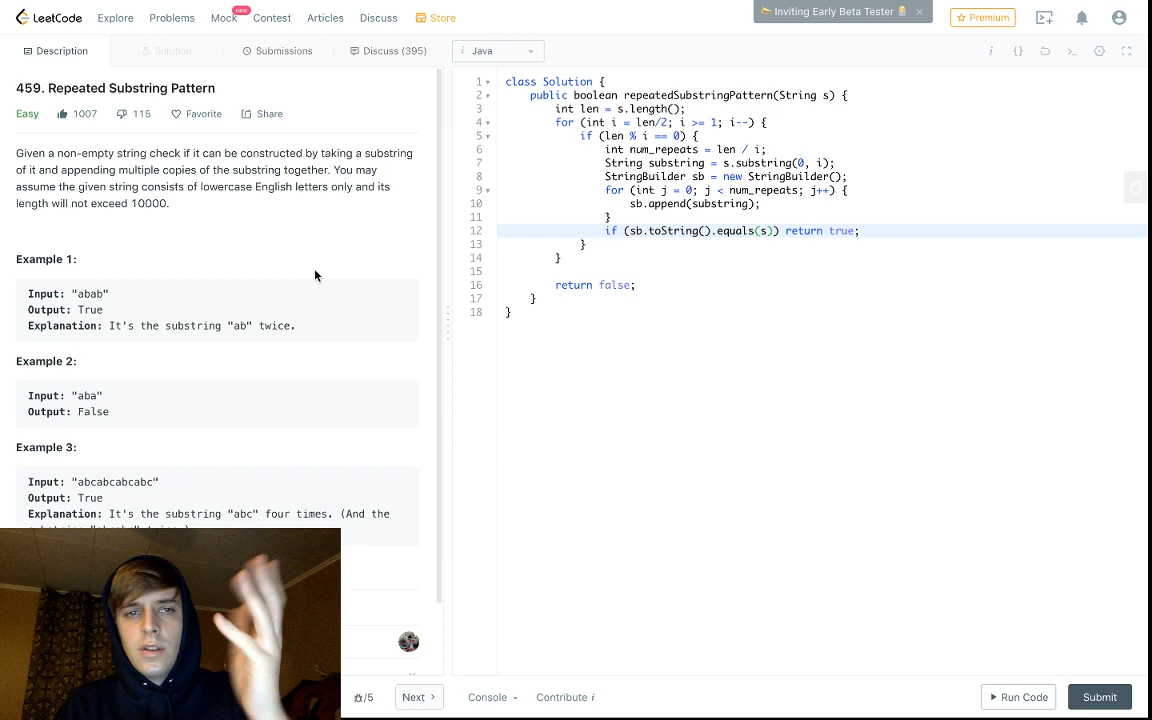 LeetCode Explore Problems Mock new Contest Articles Discuss Store
Inviting Early Beta Tester ×
Premium
Description Solution Submissions Discuss (395) i Java
459. Repeated Substring Pattern
Easy 1007 115 Favorite Share
Given a non-empty string check if it can be constructed by taking a substring
of it and appending multiple copies of the substring together. You may
assume the given string consists of lowercase English letters only and its
length will not exceed 10000.
Example 1:
Input: "abab"
Output: True
Explanation: It's the substring "ab" twice.
Example 2:
Input: "aba"
Output: False
Example 3:
Input: "abcabcabcabc"
Output: True
Explanation: It's the substring "abc" four times. (And the
1 class Solution {
2 public boolean repeatedSubstringPattern(String s) {
3 int len = s.length();
4 for (int i = len/2; i >= 1; i--) {
5 if (len % i == 0) {
6 int num_repeats = len / i;
7 String substring = s.substring(0, i);
8 StringBuilder sb = new StringBuilder();
9 for (int j = 0; j < num_repeats; j++) {
10 sb.append(substring);
11 }
12 if (sb.toString().equals(s)) return true;
13 }
14 }
15
16 return false;
17 }
18 }
/5 Next > Console Contribute i Run Code Submit